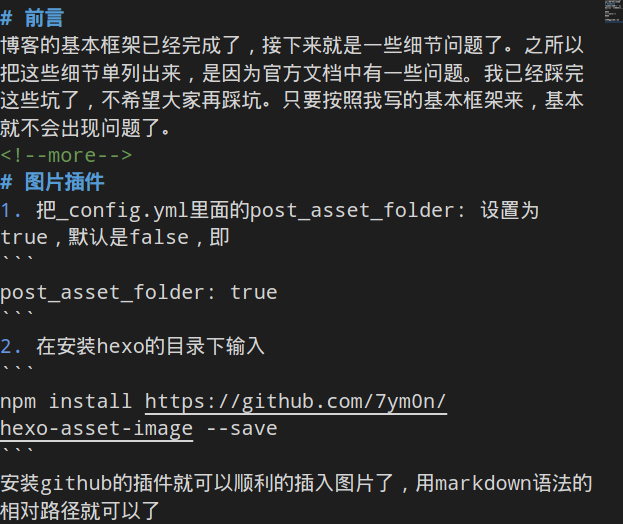 # 前言
博客的基本框架已经完成了，接下来就是一些细节问题了。之所以
把这些细节单列出来，是因为官方文档中有一些问题。我已经踩完
这些坑了，不希望大家再踩坑。只要按照我写的基本框架来，基本
就不会出现问题了。
<!--more-->
# 图片插件
1. 把_config.yml里面的post_asset_folder: 设置为
true，默认是false，即
```
post_asset_folder: true
```
2. 在安装hexo的目录下输入
```
npm install https://github.com/7ym0n/
hexo-asset-image --save
```
安装github的插件就可以顺利的插入图片了，用markdown语法的
相对路径就可以了